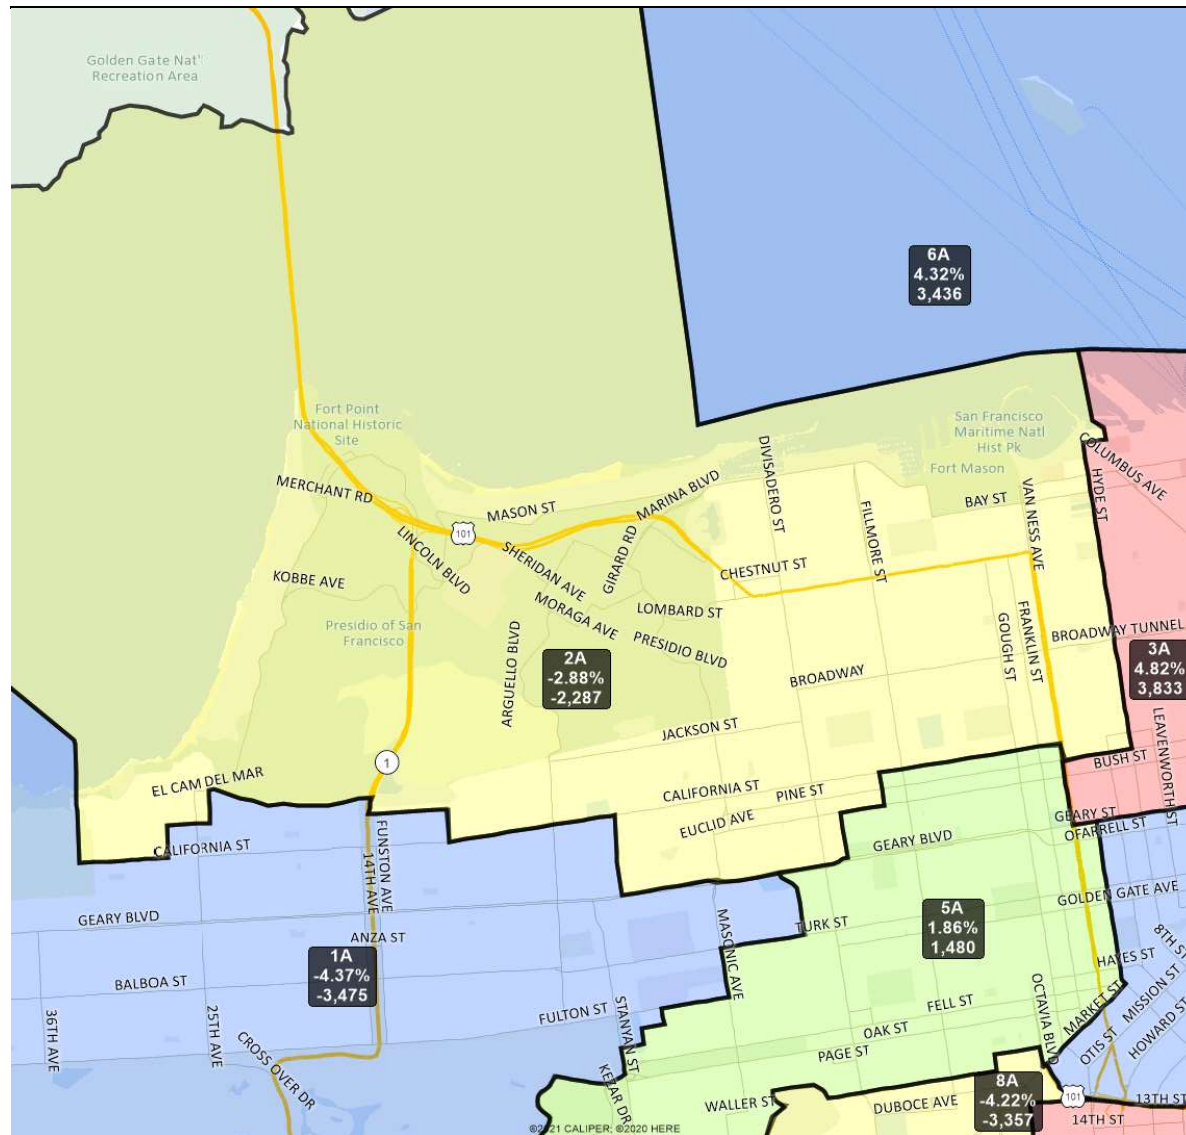 Golden Gate Nat'
Recreation Area
6A
4.32%
3,436
Fort Point
National Historic
Site
San Francisco
Maritime Natl
Hist Pk
Fort Mason
COLUMBUS AVE
HYDE ST
DIVISADERO ST
MARINA BLVD
MERCHANT RD
MASON ST
BAY ST
VAN NESS AVE
FILLMORE ST
101
LINCOLN BLVD
SHERIDAN AVE
GIRARD RD
CHESTNUT ST
KOBBE AVE
MORAGA AVE
LOMBARD ST
Presidio of San
Francisco
PRESIDIO BLVD
ARGUELLO BLVD
GOUGH ST
FRANKLIN ST
BROADWAY TUNNEL
2A
-2.88%
-2,287
3A
4.82%
3,833
BROADWAY
LEAVENWORTH ST
JACKSON ST
1
EL CAM DEL MAR
BUSH ST
CALIFORNIA ST
PINE ST
EUCLID AVE
GEARY ST
OFARRELL ST
CALIFORNIA ST
FUNSTON AVE
14TH AVE
GEARY BLVD
GOLDEN GATE AVE
GEARY BLVD
MASONIC AVE
TURK ST
5A
1.86%
1,480
ANZA ST
8TH ST
1A
-4.37%
-3,475
BALBOA ST
HAYES ST
MISSION ST
OCTAVIA BLVD
MARKET ST
FULTON ST
STANYAN ST
FELL ST
36TH AVE
25TH AVE
OAK ST
OTIS ST
HOWARD ST
CROSS OVER DR
PAGE ST
KEZAR DR
8A
-4.22%
-3,357
WALLER ST
DUBOCE AVE
101
13TH ST
14TH ST
©2021 CALIPER; ©2020 HERE